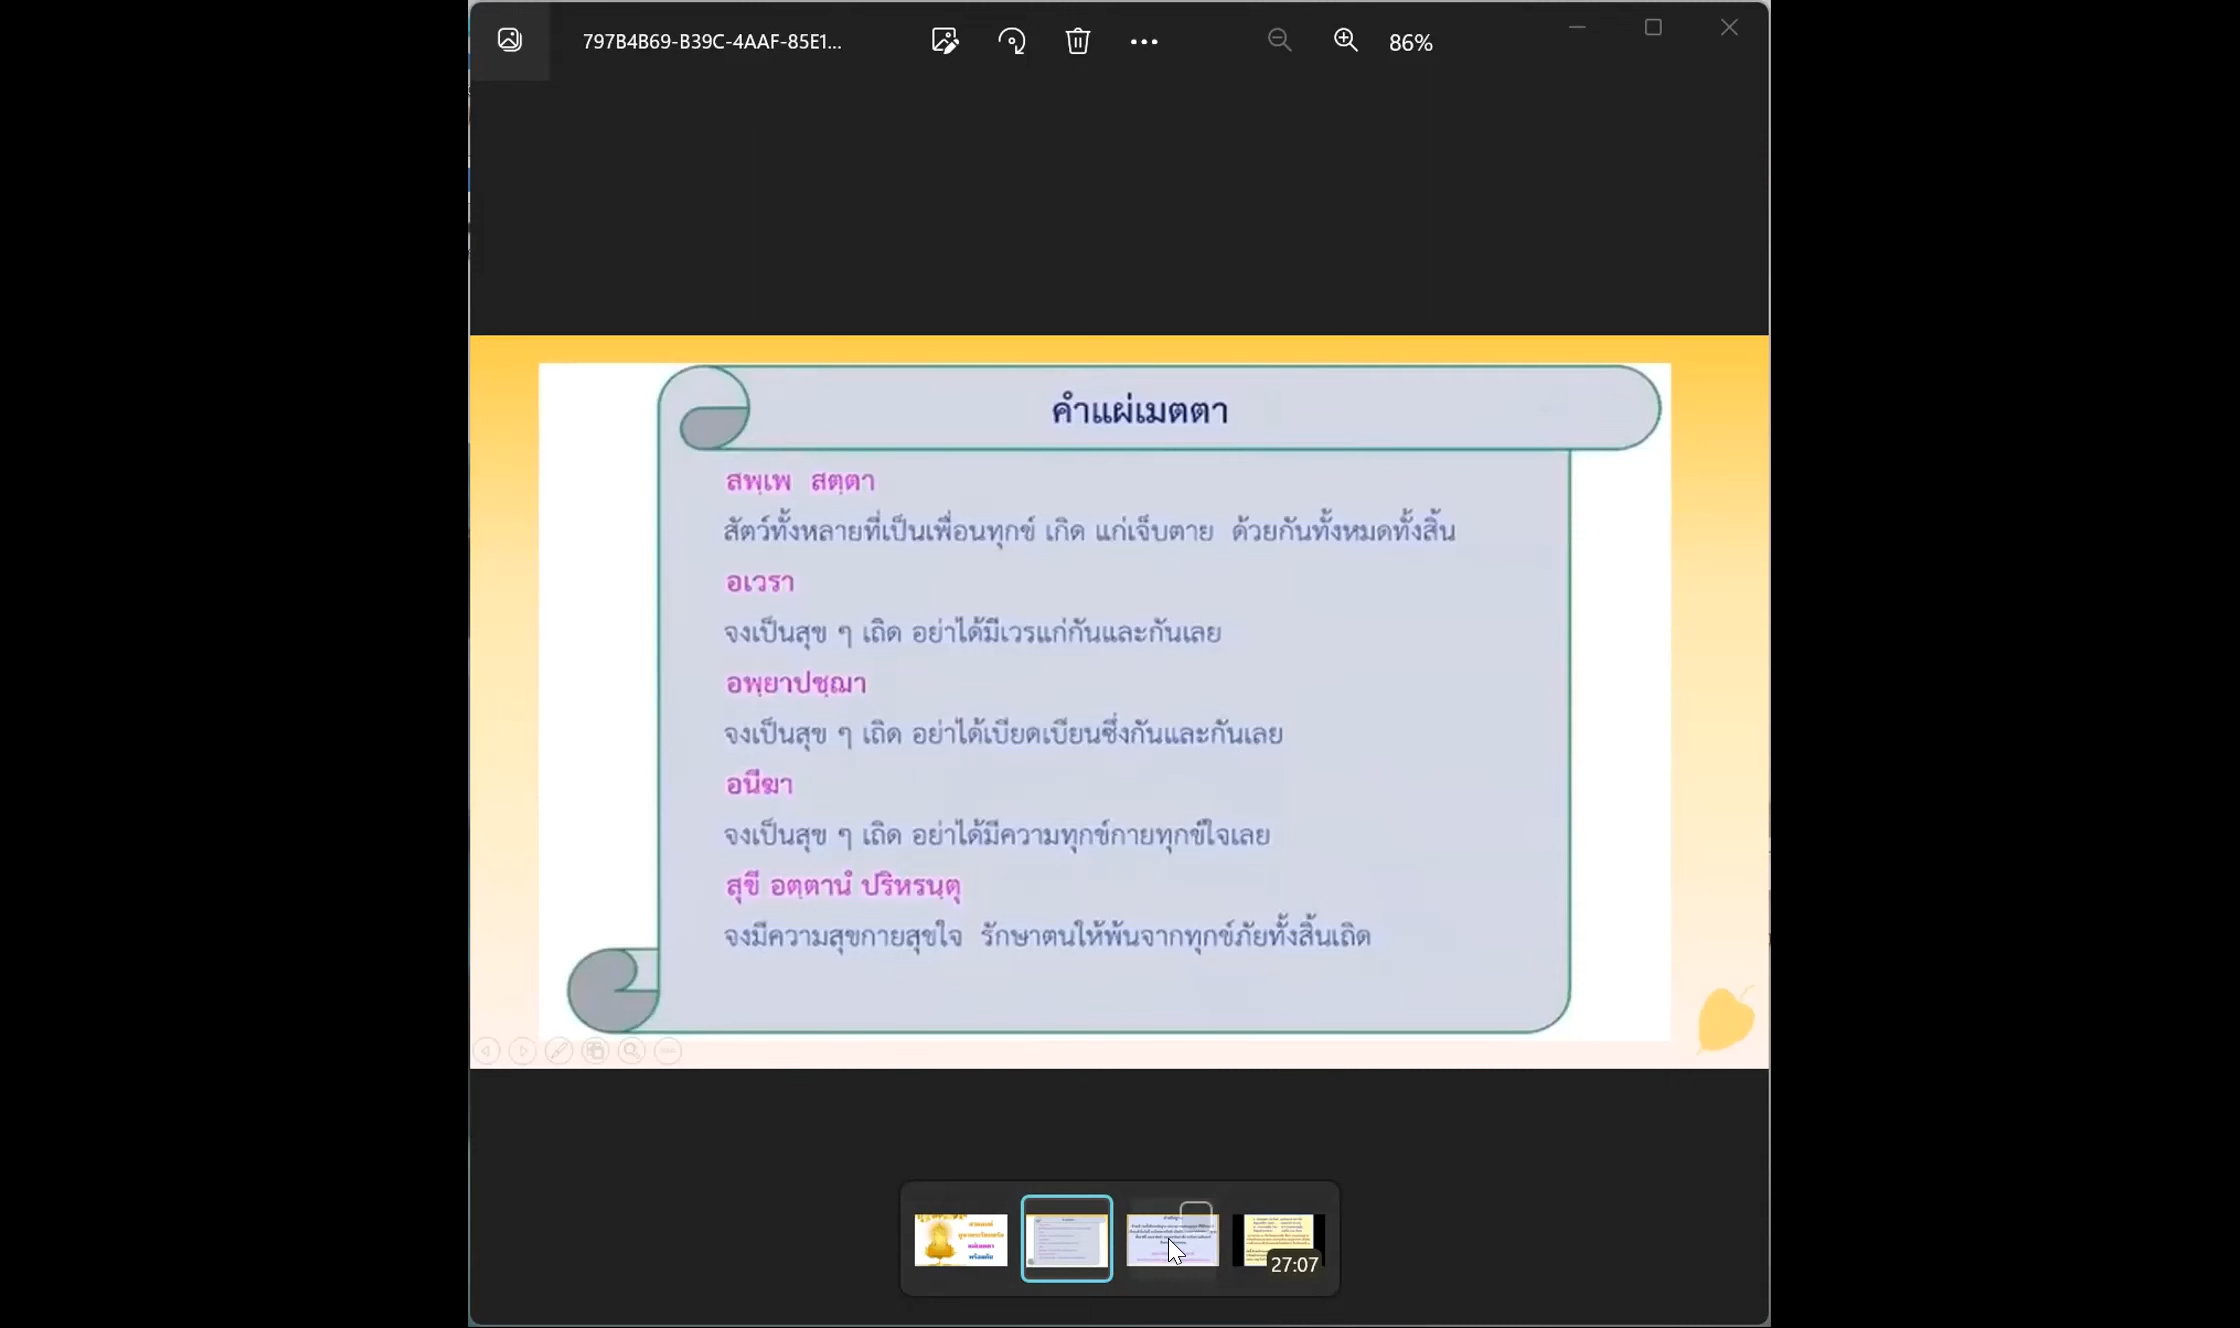 797B4B69-B39C-4AAF-85E1...
86%
คำแผ่เมตตา
สพฺเพ สตฺตา
สัตว์ทั้งหลายที่เป็นเพื่อนทุกข์ เกิด แก่เจ็บตาย ด้วยกันทั้งหมดทั้งสิ้น
อเวรา
จงเป็นสุข ๆ เถิด อย่าได้มีเวรแก่กันและกันเลย
อพฺยาปชฺฌา
จงเป็นสุข ๆ เถิด อย่าได้เบียดเบียนซึ่งกันและกันเลย
อนีฆา
จงเป็นสุข ๆ เถิด อย่าได้มีความทุกข์กายทุกข์ใจเลย
สุขี อตฺตานํ ปริหรนฺตุ
จงมีความสุขกายสุขใจ รักษาตนให้พ้นจากทุกข์ภัยทั้งสิ้นเถิด
27:07